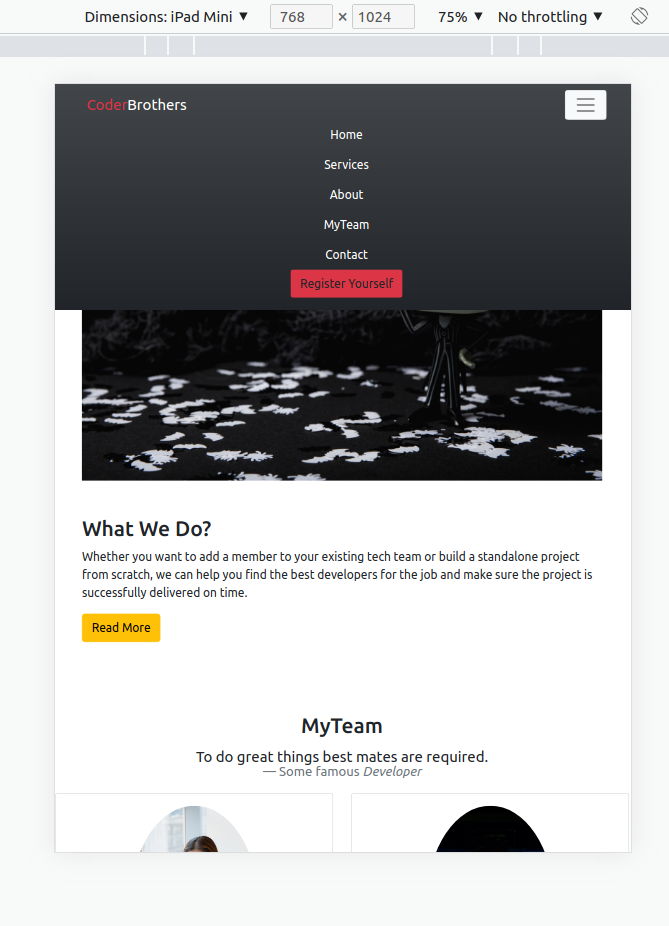 Dimensions: iPad Mini ▼ 768 × 1024 75% ▼ No throttling ▼
CoderBrothers
Home
Services
About
MyTeam
Contact
Register Yourself
What We Do?
Whether you want to add a member to your existing tech team or build a standalone project
from scratch, we can help you find the best developers for the job and make sure the project is
successfully delivered on time.
Read More
MyTeam
To do great things best mates are required.
— Some famous Developer